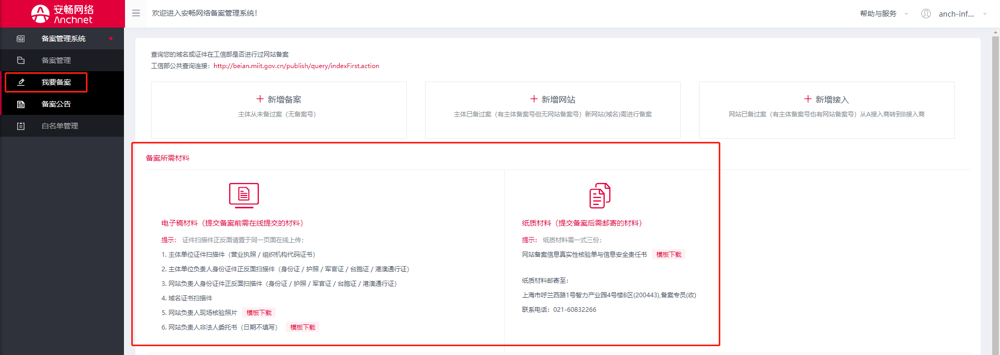 安畅网络
Anchnet
欢迎进入安畅网络备案管理系统!
帮助与服务
anch-inf...
备案管理系统
备案管理
我要备案
备案公告
白名单管理
查询您的域名或证件在工信部是否进行过网站备案
工信部公共查询连接：http://beian.miit.gov.cn/publish/query/indexFirst.action
新增备案
主体从未备过案（无备案号）
新增网站
主体已备过案（有主体备案号但无网站备案号）新网站(域名)需进行备案
新增接入
网站已备过案（有主体备案号也有网站备案号）从A接入商转到B接入商
备案所需材料
电子稿材料（提交备案前需在线提交的材料）
提示： 证件扫描件正反面请置于同一页面在线上传；
1. 主体单位证件扫描件（营业执照 / 组织机构代码证书）
2. 主体单位负责人身份证件正反面扫描件（身份证 / 护照 / 军官证 / 台胞证 / 港澳通行证）
3. 网站负责人身份证件正反面扫描件（身份证 / 护照 / 军官证 / 台胞证 / 港澳通行证）
4. 域名证书扫描件
5. 网站负责人现场核验照片 模板下载
6. 网站负责人非法人委托书（日期不填写） 模板下载
纸质材料（提交备案后需邮寄的材料）
提示： 纸质材料需一式三份；
网站备案信息真实性核验单与信息安全责任书 模板下载
纸质材料邮寄至：
上海市呼兰西路1号智力产业园4号楼B区(200443),备案专员(收)
联系电话：021-60832266